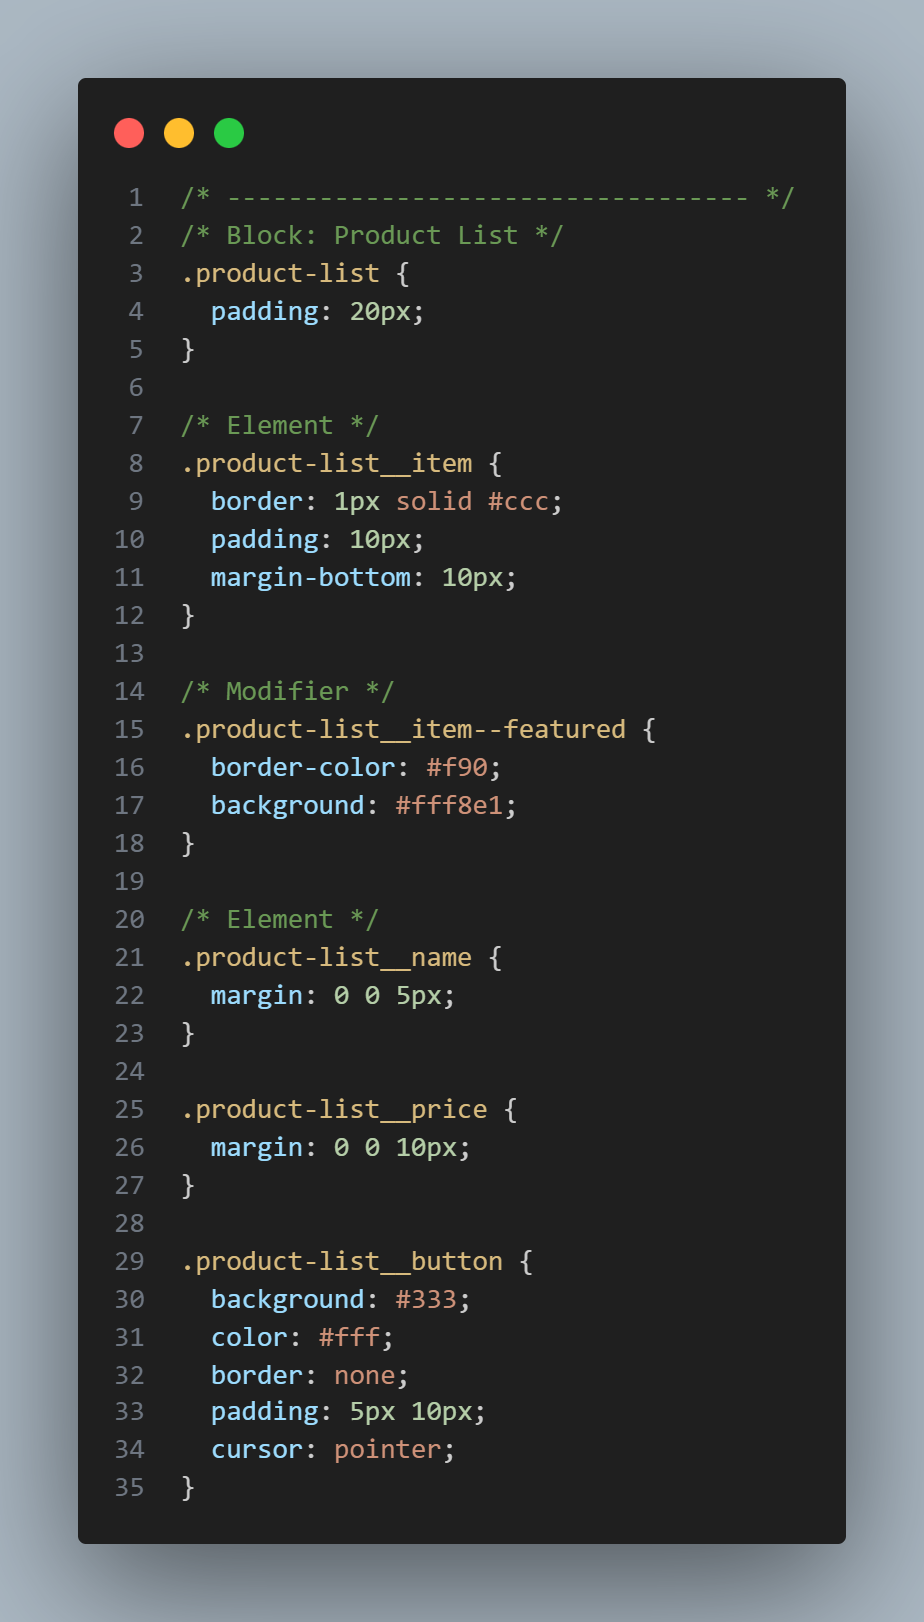 1 /* ---------------------------------- */
2 /* Block: Product List */
3 .product-list {
4   padding: 20px;
5 }
6
7 /* Element */
8 .product-list__item {
9   border: 1px solid #ccc;
10   padding: 10px;
11   margin-bottom: 10px;
12 }
13
14 /* Modifier */
15 .product-list__item--featured {
16   border-color: #f90;
17   background: #fff8e1;
18 }
19
20 /* Element */
21 .product-list__name {
22   margin: 0 0 5px;
23 }
24
25 .product-list__price {
26   margin: 0 0 10px;
27 }
28
29 .product-list__button {
30   background: #333;
31   color: #fff;
32   border: none;
33   padding: 5px 10px;
34   cursor: pointer;
35 }